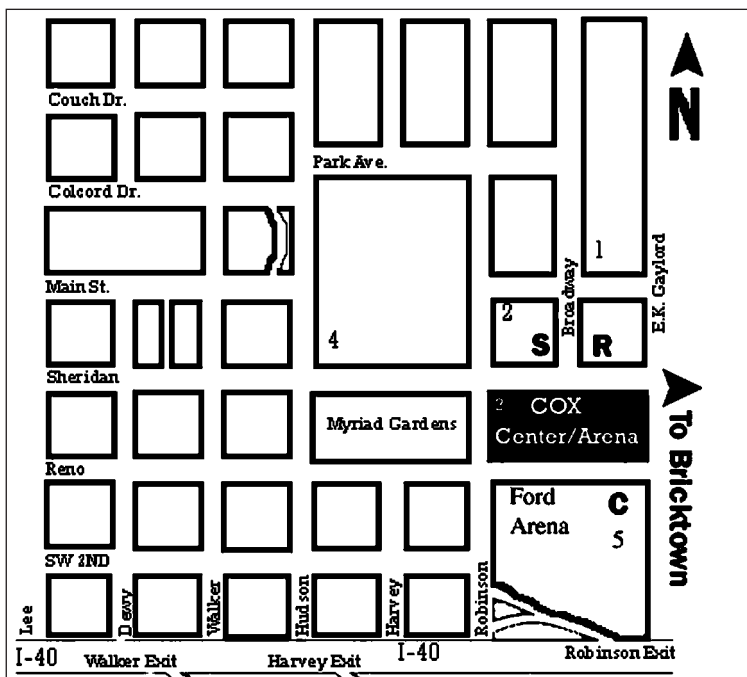 Couch Dr.
N
Park Ave.
Colcord Dr.
1
Broadway
E.K. Gaylord
Main St.
2
4
S
R
Sheridan
COX
Myriad Gardens
Center/Arena
To Bricktown
Reno
Ford
C
Arena
5
SW 2ND
Lee
Dewy
Walker
Hudson
Harvey
Robinson
I-40
Walker Exit
Harvey Exit
I-40
Robinson Exit